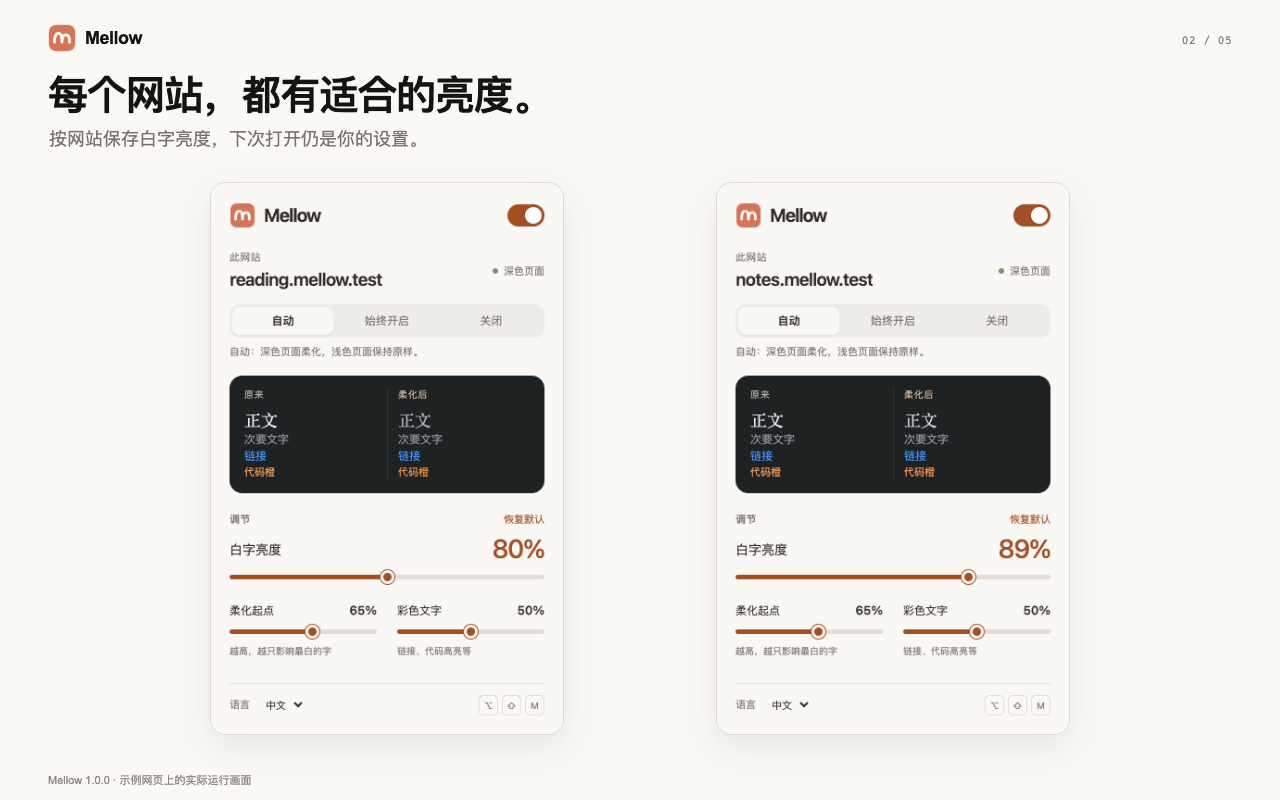 Mellow
02 / 05
每个网站，都有适合的亮度。
按网站保存白字亮度，下次打开仍是你的设置。
Mellow
此网站
reading.mellow.test
深色页面
自动 始终开启 关闭
自动：深色页面柔化，浅色页面保持原样。
原来 柔化后
正文 正文
次要文字 次要文字
链接 链接
代码橙 代码橙
调节 恢复默认
白字亮度 80%
柔化起点 65% 彩色文字 50%
越高，越只影响最白的字 链接、代码高亮等
语言 中文 ⌥ ⇧ M
Mellow
此网站
notes.mellow.test
深色页面
自动 始终开启 关闭
自动：深色页面柔化，浅色页面保持原样。
原来 柔化后
正文 正文
次要文字 次要文字
链接 链接
代码橙 代码橙
调节 恢复默认
白字亮度 89%
柔化起点 65% 彩色文字 50%
越高，越只影响最白的字 链接、代码高亮等
语言 中文 ⌥ ⇧ M
Mellow 1.0.0 · 示例网页上的实际运行画面